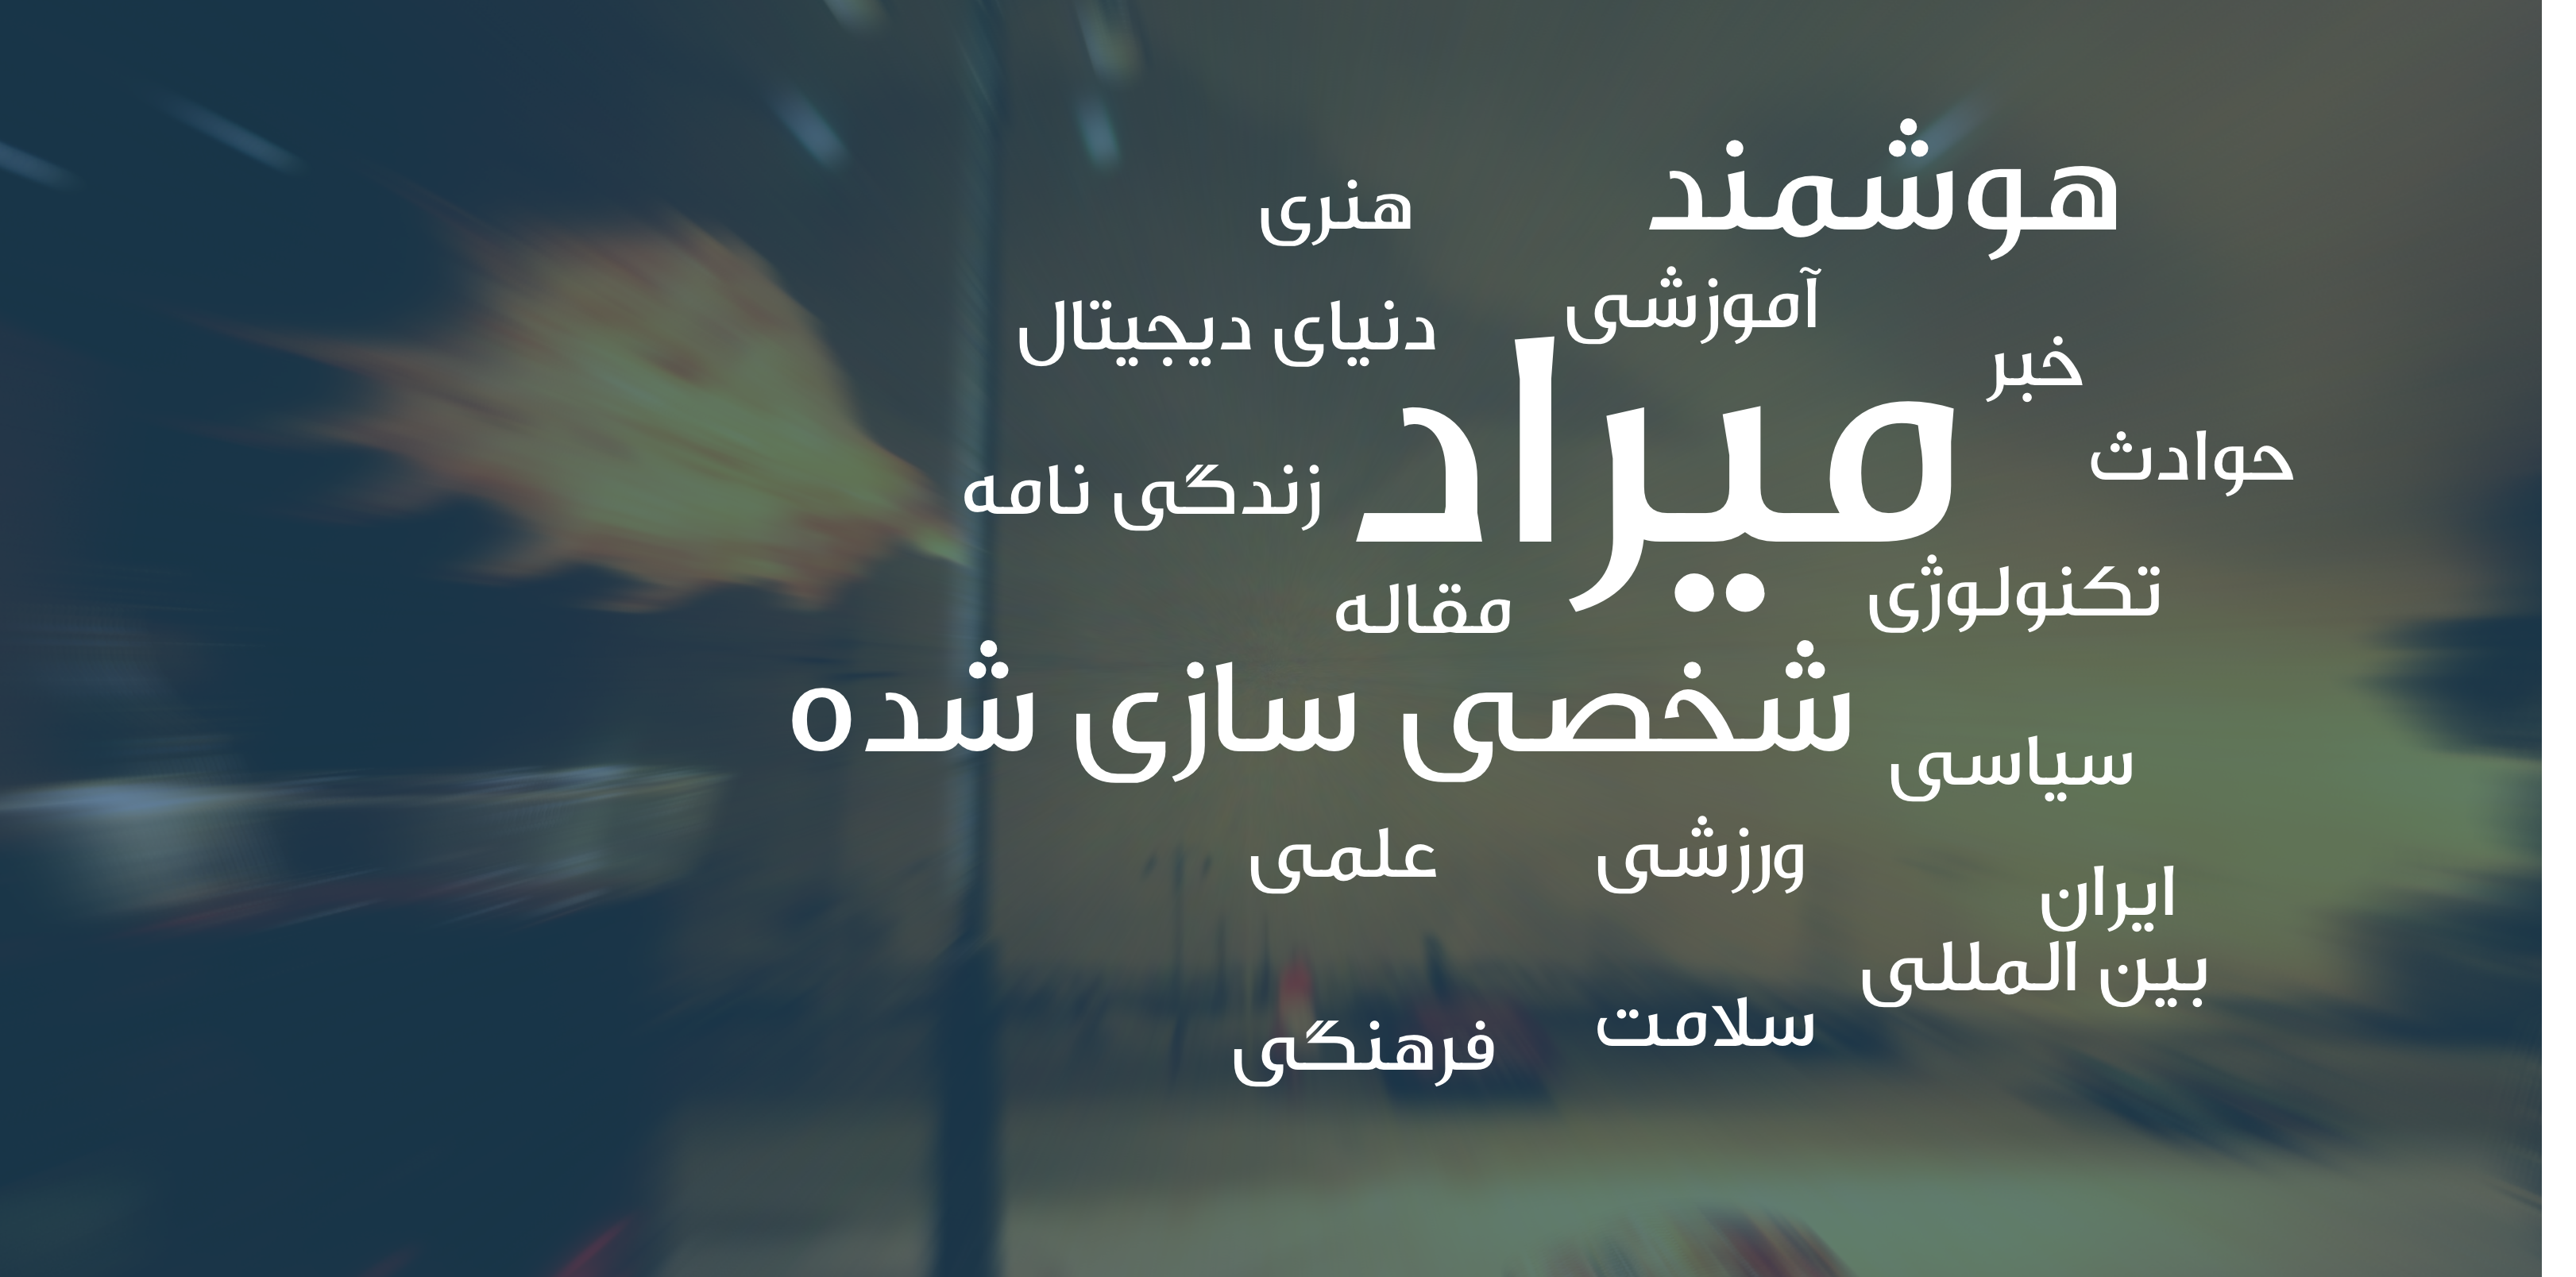 هوشمند
هنری
آموزشی
دنیای دیجیتال
خبر
میراد
حوادث
زندگی نامه
تکنولوژی
مقاله
شخصی سازی شده
سیاسی
ورزشی
علمی
ایران
بین المللی
سلامت
فرهنگی